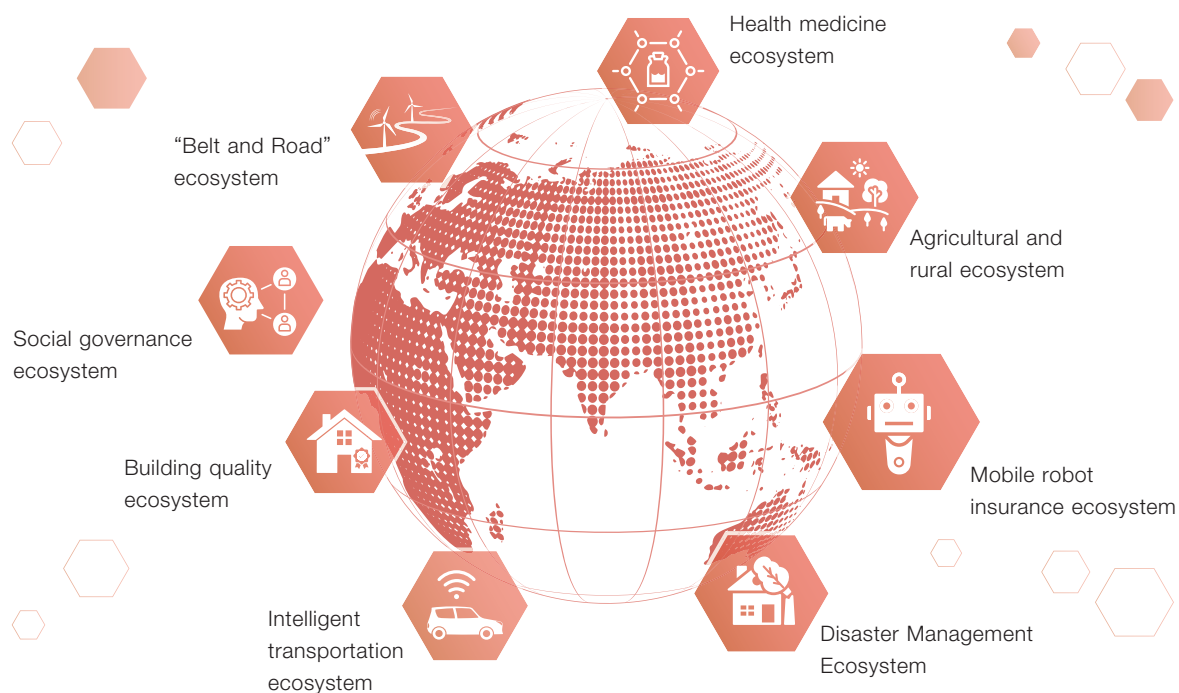 Health medicine
ecosystem
“Belt and Road”
ecosystem
Agricultural and
rural ecosystem
Social governance
ecosystem
Building quality
ecosystem
Mobile robot
insurance ecosystem
Intelligent
transportation
ecosystem
Disaster Management
Ecosystem